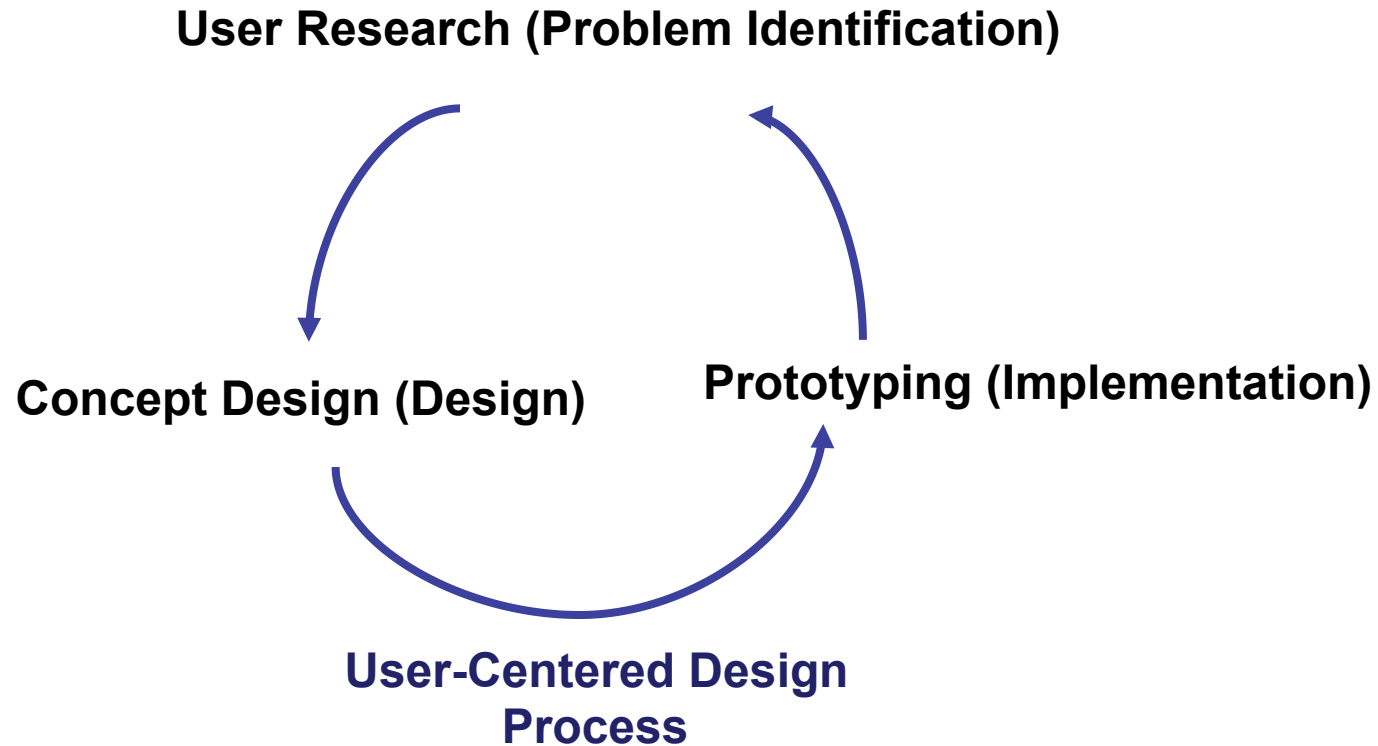 User Research (Problem Identification)
Concept Design (Design)
Prototyping (Implementation)
User-Centered Design
Process